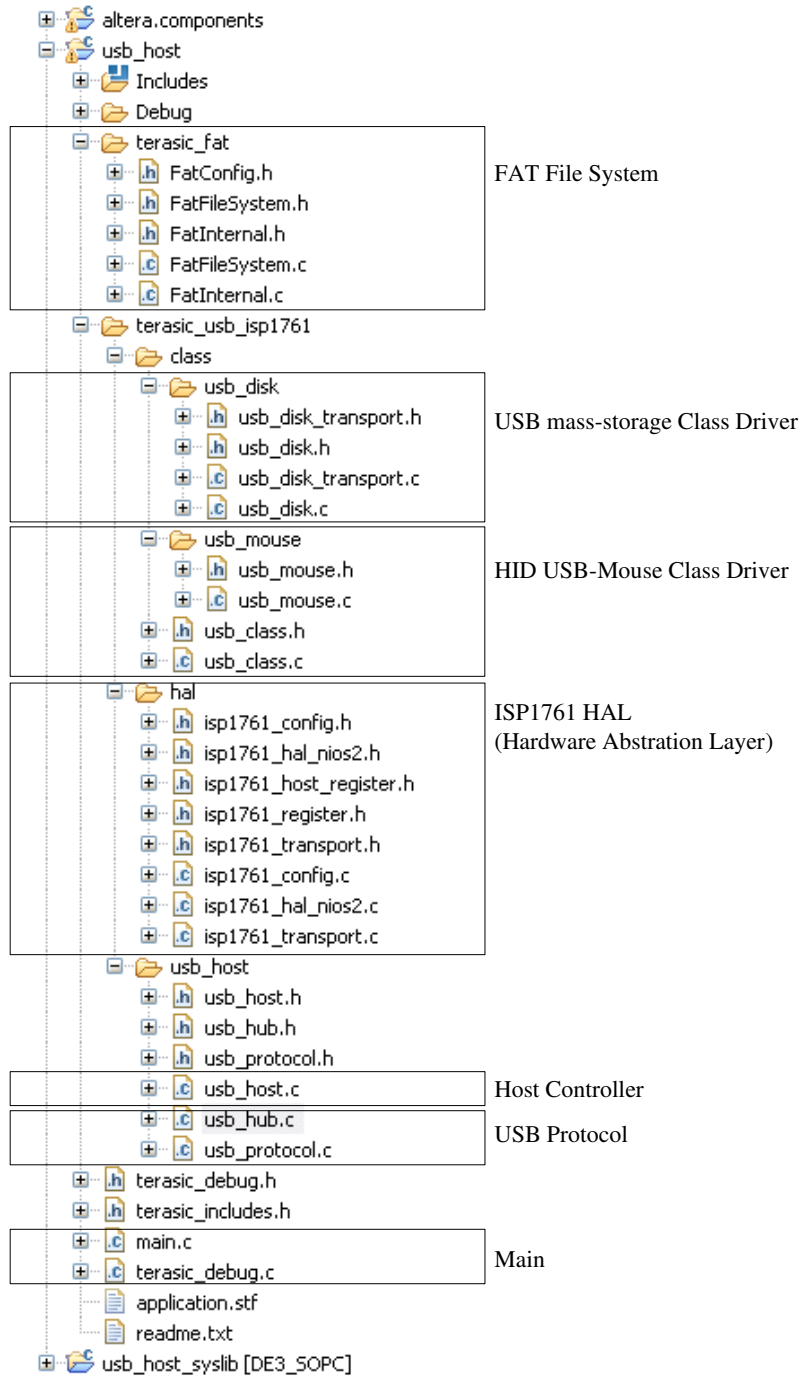 altera.components
usb_host
Includes
Debug
terasic_fat
FAT File System
FatConfig.h
FatFileSystem.h
FatInternal.h
FatFileSystem.c
FatInternal.c
terasic_usb_isp1761
class
usb_disk
usb_disk_transport.h
USB mass-storage Class Driver
usb_disk.h
usb_disk_transport.c
usb_disk.c
usb_mouse
usb_mouse.h
HID USB-Mouse Class Driver
usb_mouse.c
usb_class.h
usb_class.c
hal
ISP1761 HAL
(Hardware Abstration Layer)
isp1761_config.h
isp1761_hal_nios2.h
isp1761_host_register.h
isp1761_register.h
isp1761_transport.h
isp1761_config.c
isp1761_hal_nios2.c
isp1761_transport.c
usb_host
usb_host.h
usb_hub.h
usb_protocol.h
usb_host.c
Host Controller
usb_hub.c
USB Protocol
usb_protocol.c
terasic_debug.h
terasic_includes.h
main.c
Main
terasic_debug.c
application.stf
readme.txt
usb_host_syslib [DE3_SOPC]